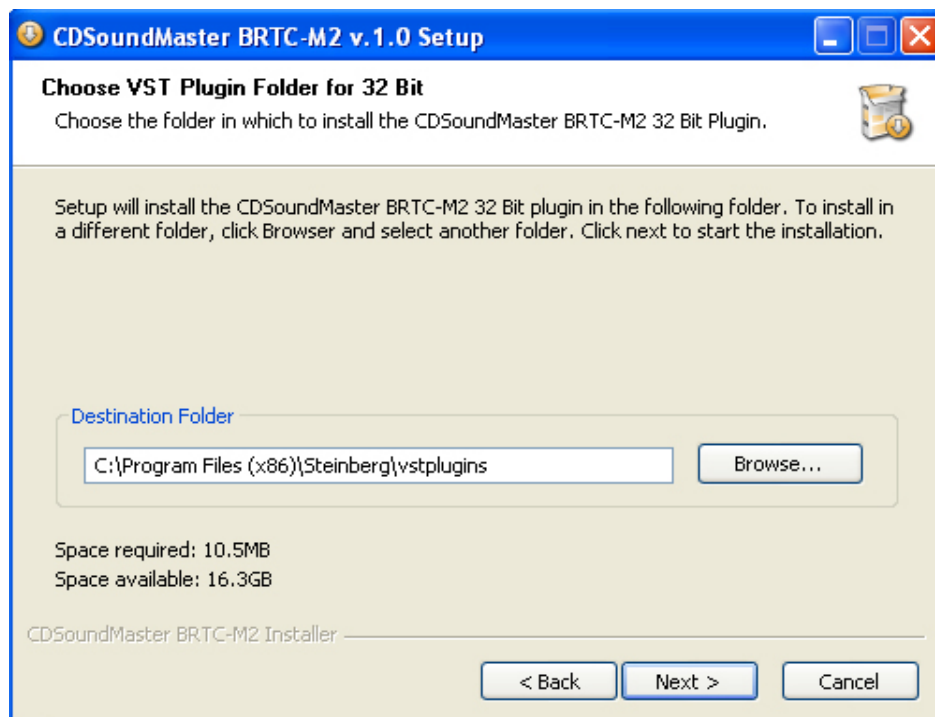 CDSoundMaster BRTC-M2 v.1.0 Setup
Choose VST Plugin Folder for 32 Bit
Choose the folder in which to install the CDSoundMaster BRTC-M2 32 Bit Plugin.
Setup will install the CDSoundMaster BRTC-M2 32 Bit plugin in the following folder. To install in
a different folder, click Browser and select another folder. Click next to start the installation.
Destination Folder
C:\Program Files (x86)\Steinberg\vstplugins
Browse...
Space required: 10.5MB
Space available: 16.3GB
CDSoundMaster BRTC-M2 Installer
< Back
Next >
Cancel